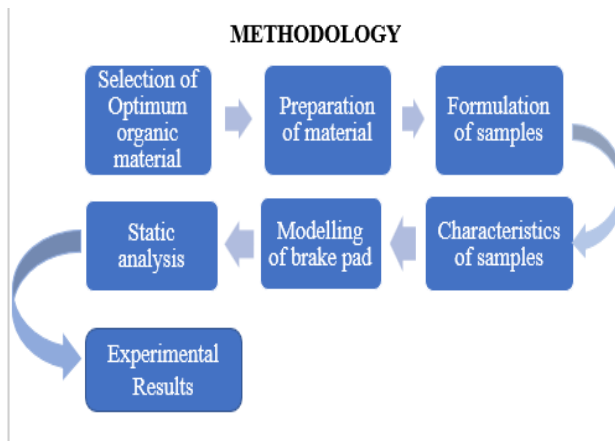 METHODOLOGY
Selection of
Optimum
organic
material
Preparation
of material
Formulation
of samples
Characteristics
of samples
Modelling
of brake pad
Static
analysis
Experimental
Results